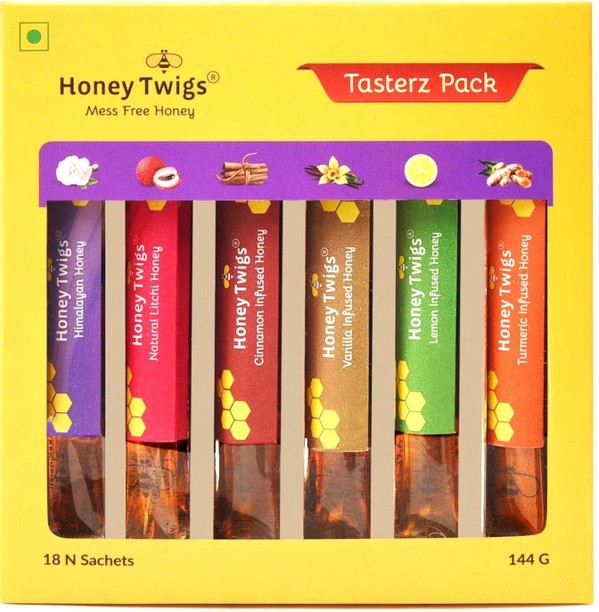 Honey Twigs®
Mess Free Honey
Tasterz Pack
Honey Twigs®
Himalayan Honey
Honey Twigs®
Natural Litchi Honey
Honey Twigs®
Cinnamon Infused Honey
Honey Twigs®
Vanilla Infused Honey
Honey Twigs®
Lemon Infused Honey
Honey Twigs®
Turmeric Infused Honey
18 N Sachets
144 G